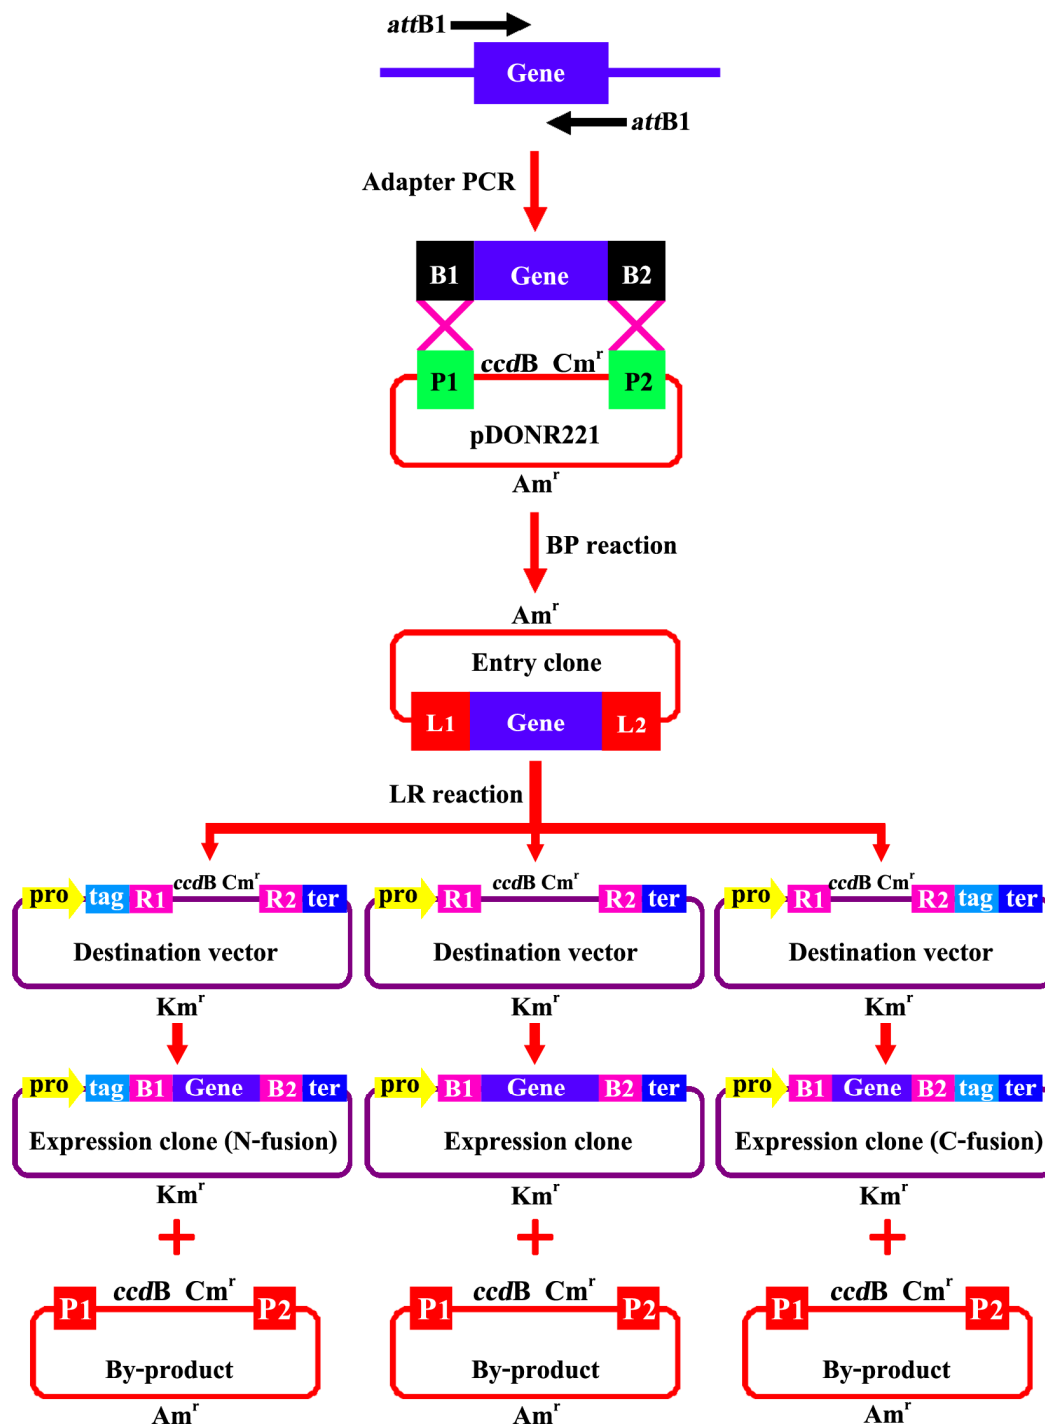 attB1
Gene
attB1
Adapter PCR
B1 Gene B2
ccdB Cmʳ
P1 P2
pDONR221
Amʳ
BP reaction
Amʳ
Entry clone
L1 Gene L2
LR reaction
ccdB Cmʳ ccdB Cmʳ ccdB Cmʳ
pro tag R1 R2 ter pro R1 R2 ter pro R1 R2 tag ter
Destination vector Destination vector Destination vector
Kmʳ Kmʳ Kmʳ
pro tag B1 Gene B2 ter pro B1 Gene B2 ter pro B1 Gene B2 tag ter
Expression clone (N-fusion) Expression clone Expression clone (C-fusion)
Kmʳ Kmʳ Kmʳ
+ + +
ccdB Cmʳ ccdB Cmʳ ccdB Cmʳ
P1 P2 P1 P2 P1 P2
By-product By-product By-product
Amʳ Amʳ Amʳ